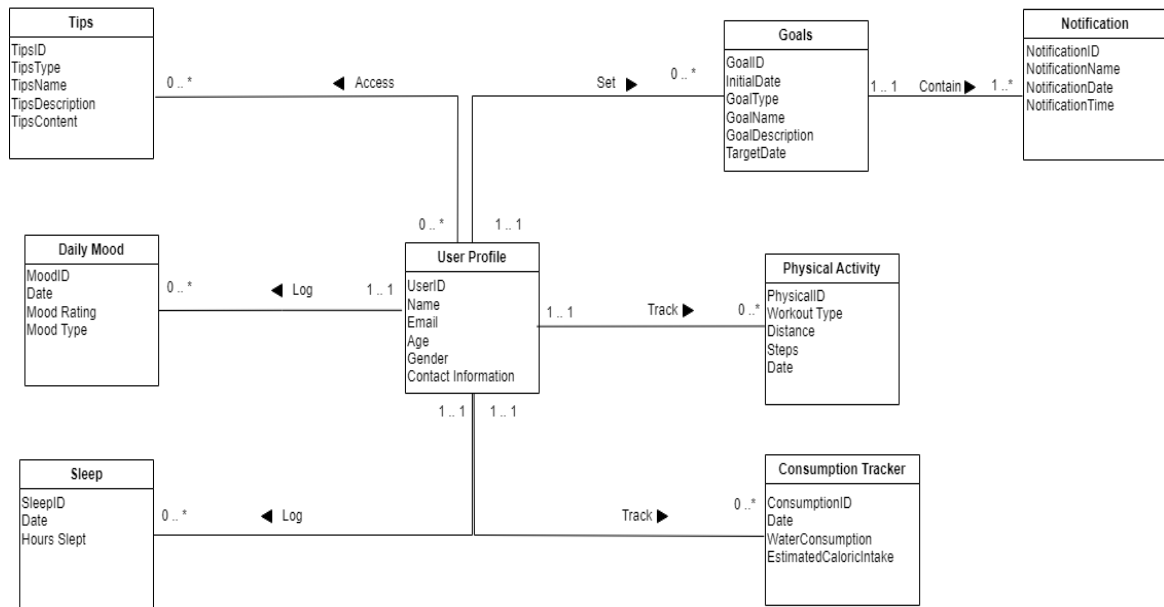 Tips
TipsID
TipsType
TipsName
TipsDescription
TipsContent
0 .. *
Access
Set
0 .. *
Goals
GoalID
InitialDate
GoalType
GoalName
GoalDescription
TargetDate
1 .. 1
Contain
1 .. *
Notification
NotificationID
NotificationName
NotificationDate
NotificationTime
0 .. *
1 .. 1
Daily Mood
MoodID
Date
Mood Rating
Mood Type
0 .. *
Log
1 .. 1
User Profile
UserID
Name
Email
Age
Gender
Contact Information
1 .. 1
Track
0 .. *
Physical Activity
PhysicalID
Workout Type
Distance
Steps
Date
1 .. 1
1 .. 1
Sleep
SleepID
Date
Hours Slept
0 .. *
Log
Track
0 .. *
Consumption Tracker
ConsumptionID
Date
WaterConsumption
EstimatedCaloricIntake